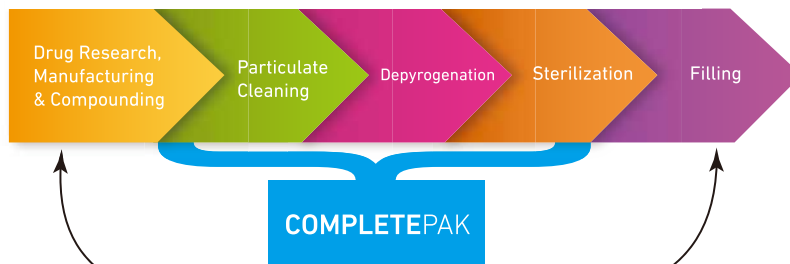 Drug Research,
Manufacturing
& Compounding
Particulate
Cleaning
Depyrogenation
Sterilization
Filling
COMPLETEPAK